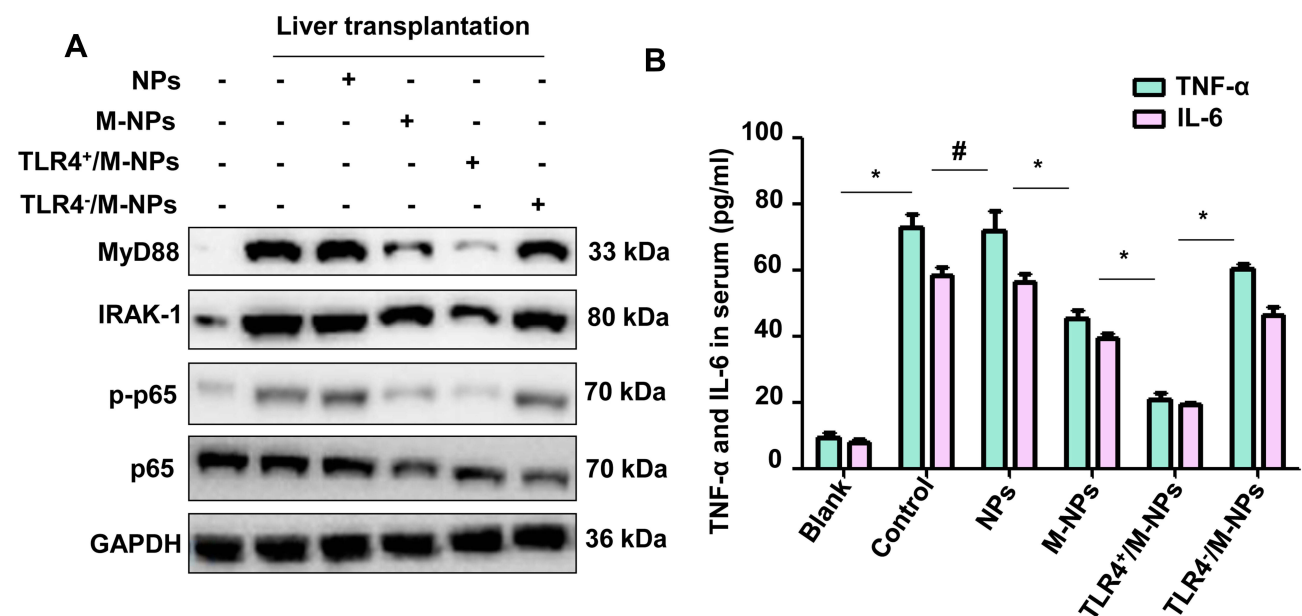 A
Liver transplantation
NPs - - + - - -
M-NPs - - - + - -
TLR4⁺/M-NPs - - - - + -
TLR4⁻/M-NPs - - - - - +
MyD88 33 kDa
IRAK-1 80 kDa
p-p65 70 kDa
p65 70 kDa
GAPDH 36 kDa
B
TNF-α
IL-6
TNF-α and IL-6 in serum (pg/ml)
100
80
60
40
20
0
* # * * *
Blank
Control
NPs
M-NPs
TLR4⁺/M-NPs
TLR4⁻/M-NPs